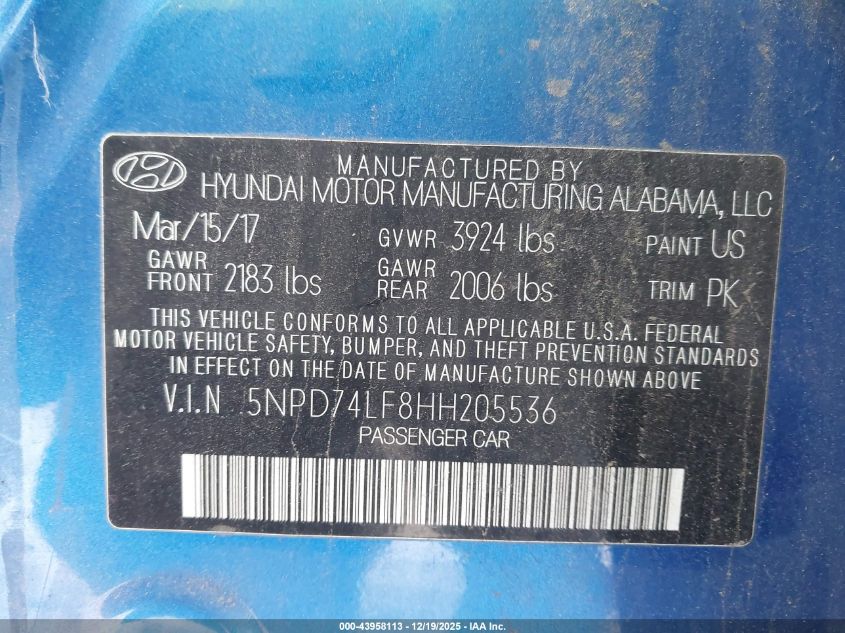 MANUFACTURED BY
HYUNDAI MOTOR MANUFACTURING ALABAMA, LLC
Mar/15/17 GVWR 3924 lbs PAINT US
GAWR FRONT 2183 lbs GAWR REAR 2006 lbs TRIM PK
THIS VEHICLE CONFORMS TO ALL APPLICABLE U.S.A. FEDERAL
MOTOR VEHICLE SAFETY, BUMPER, AND THEFT PREVENTION STANDARDS
IN EFFECT ON THE DATE OF MANUFACTURE SHOWN ABOVE.
V.I.N 5NPD74LF8HH205536
PASSENGER CAR
000-43958113 - 12/19/2025 - IAA Inc.